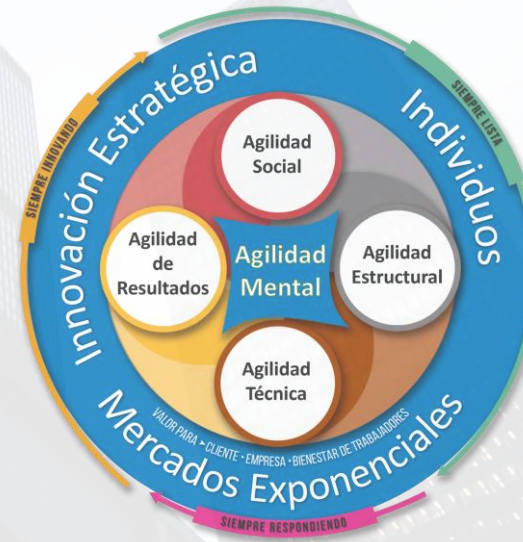 SIEMPRE INNOVANDO
Innovación Estratégica
SIEMPRE LISTA
Individuos
Agilidad
Social
Agilidad
de
Resultados
Agilidad
Mental
Agilidad
Estructural
Agilidad
Técnica
VALOR PARA ➤ CLIENTE • EMPRESA • BIENESTAR DE TRABAJADORES
Mercados Exponenciales
SIEMPRE RESPONDIENDO